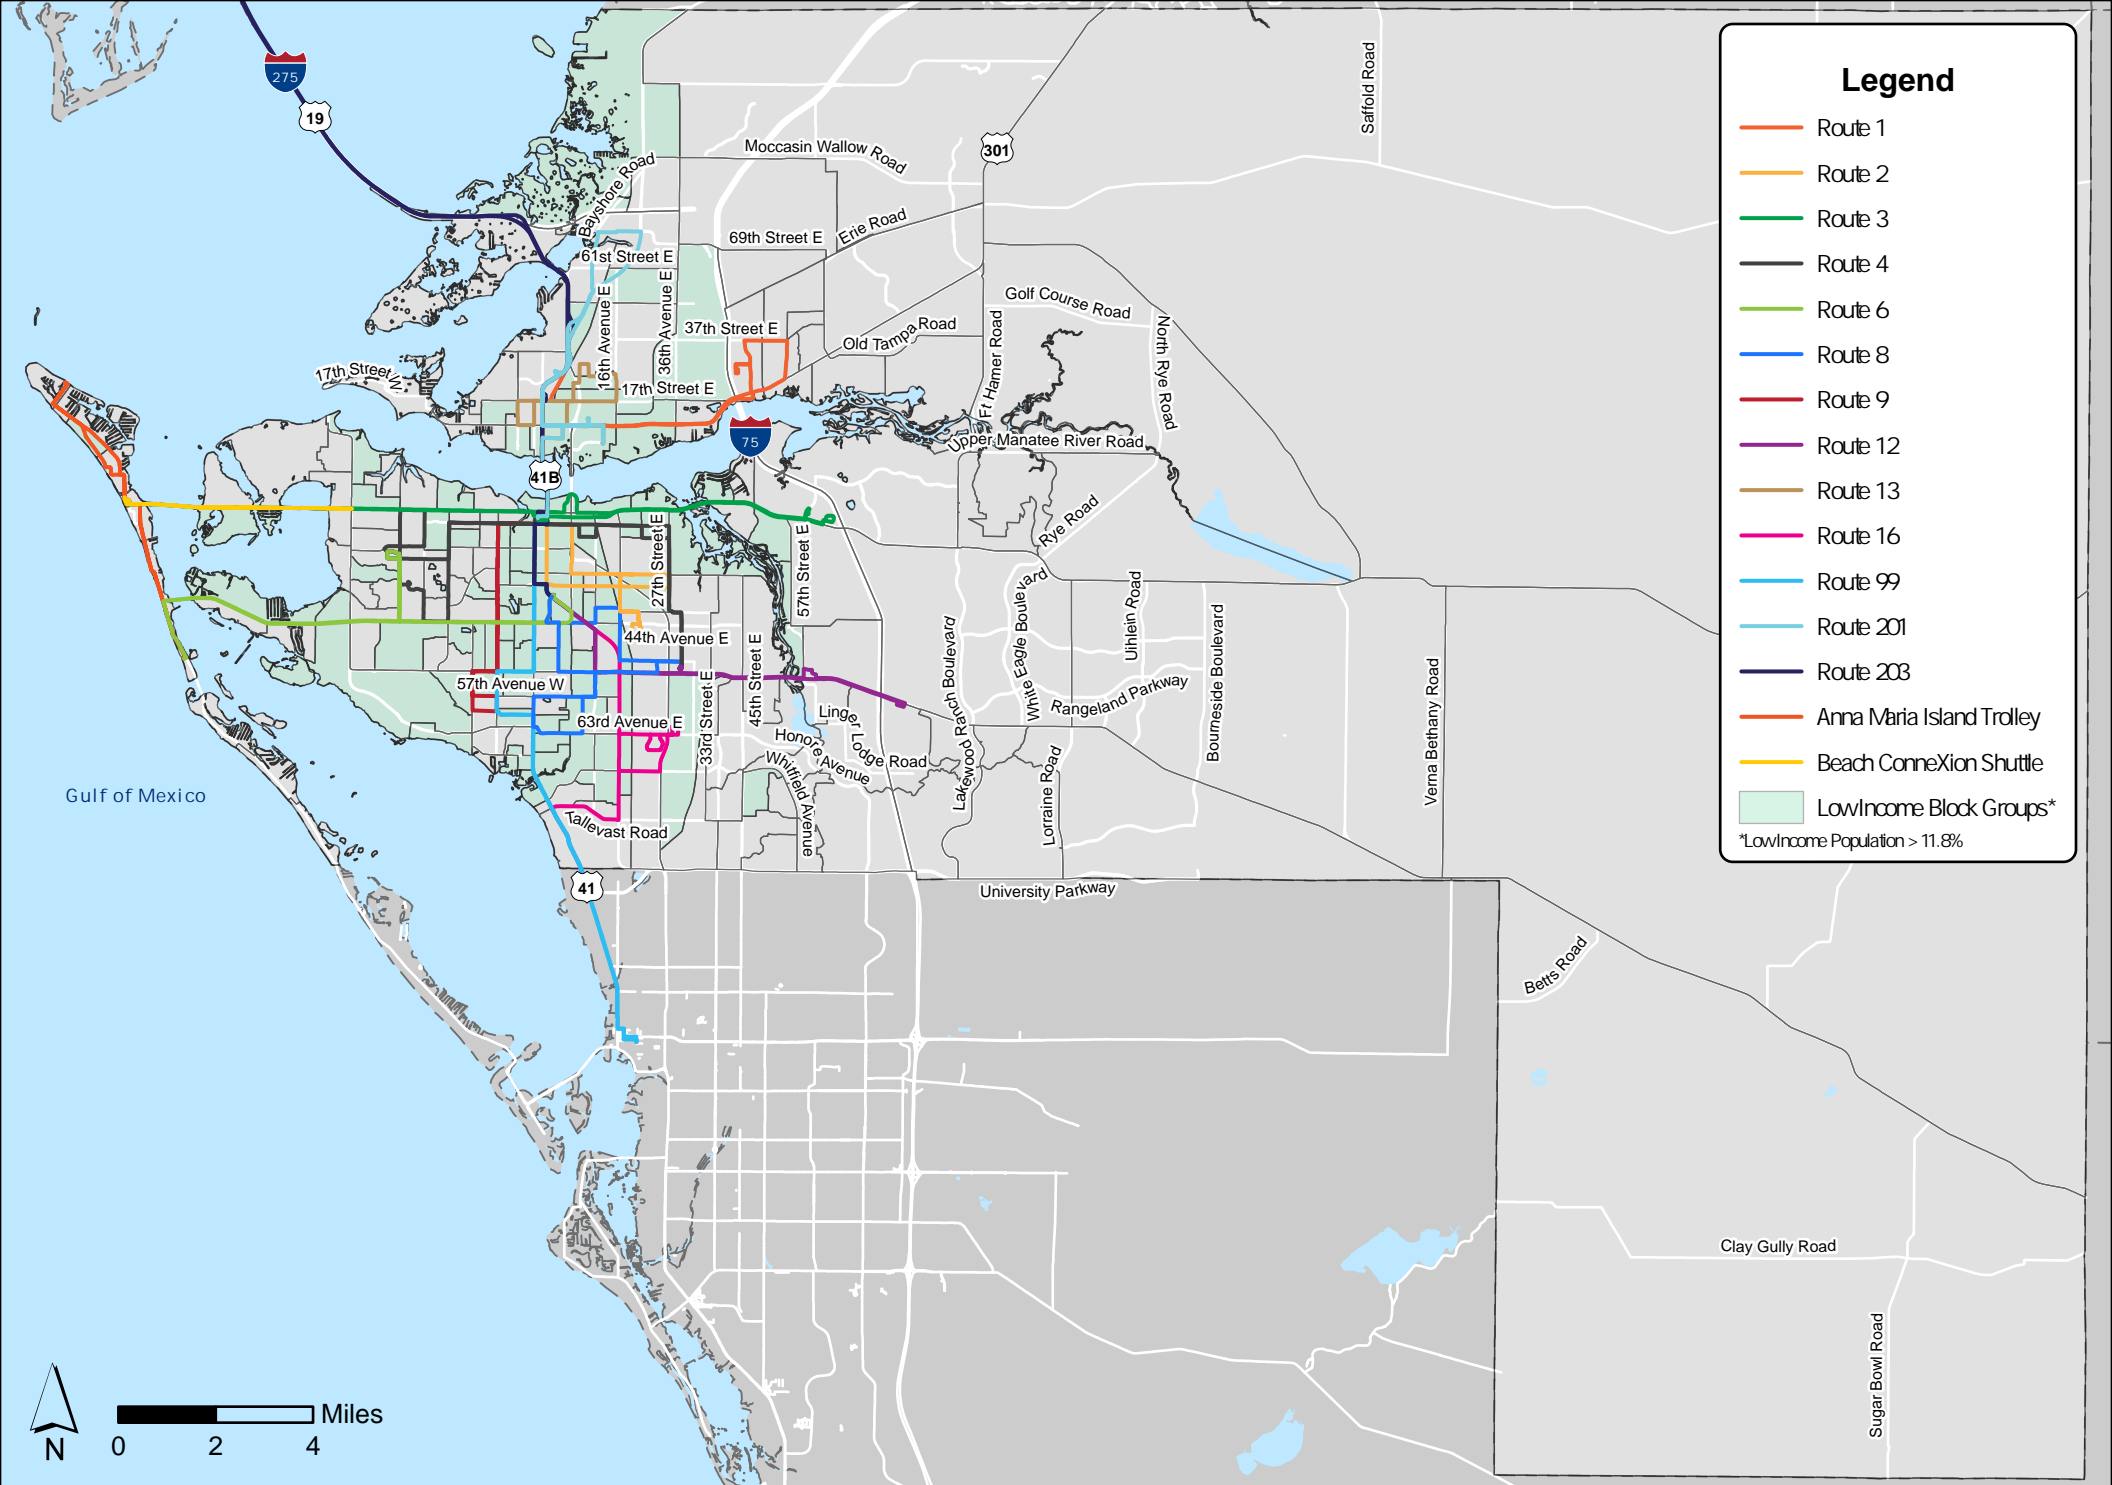 275
19
Saffold Road
Moccasin Wallow Road
301
Bayshore Road
69th Street E
Erie Road
61st Street E
16th Avenue E
36th Avenue E
37th Street E
Golf Course Road
Old Tampa Road
Ft Hamer Road
North Rye Road
17th Street W
17th Street E
75
Upper Manatee River Road
41B
Rye Road
27th Street E
57th Street E
44th Avenue E
White Eagle Boulevard
Uihlein Road
Bourneside Boulevard
Lakewood Ranch Boulevard
45th Street E
33rd Street E
57th Avenue W
Rangeland Parkway
Verna Bethany Road
63rd Avenue E
Linger Lodge Road
Honore Avenue
Whitfield Avenue
Lorraine Road
Gulf of Mexico
Tallevast Road
41
University Parkway
Betts Road
Clay Gully Road
Sugar Bowl Road
Legend
Route 1
Route 2
Route 3
Route 4
Route 6
Route 8
Route 9
Route 12
Route 13
Route 16
Route 99
Route 201
Route 203
Anna Maria Island Trolley
Beach ConneXion Shuttle
Low Income Block Groups*
*Low Income Population > 11.8%
N
Miles
0 2 4